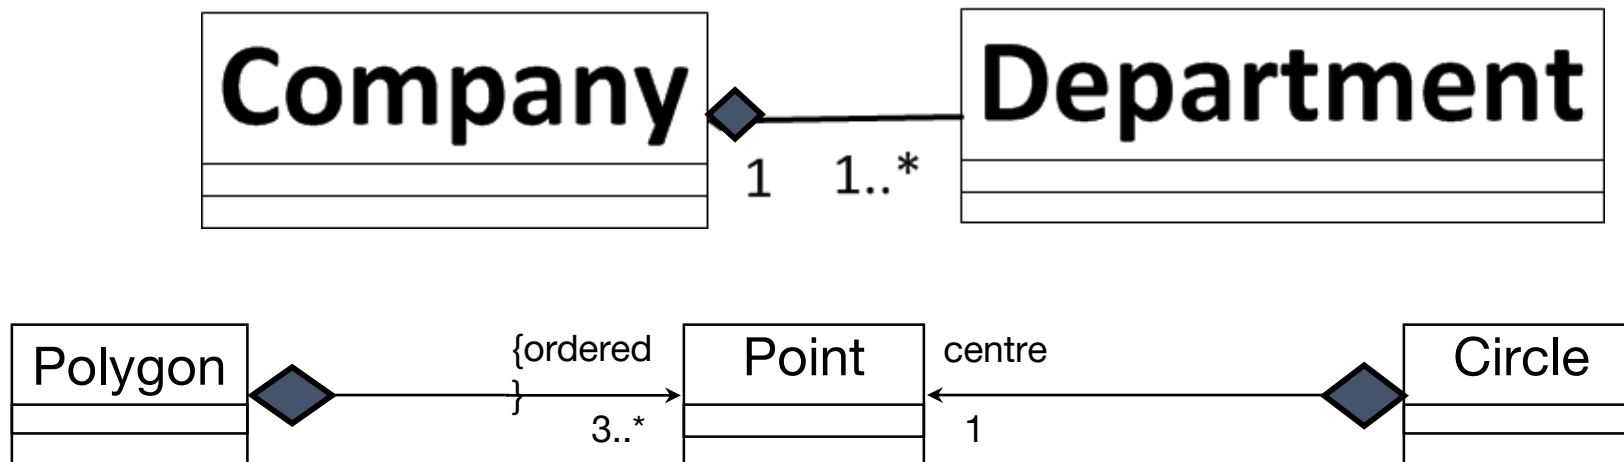 Company
Department
1
1..*
Polygon
{ordered
}
3..*
Point
centre
1
Circle